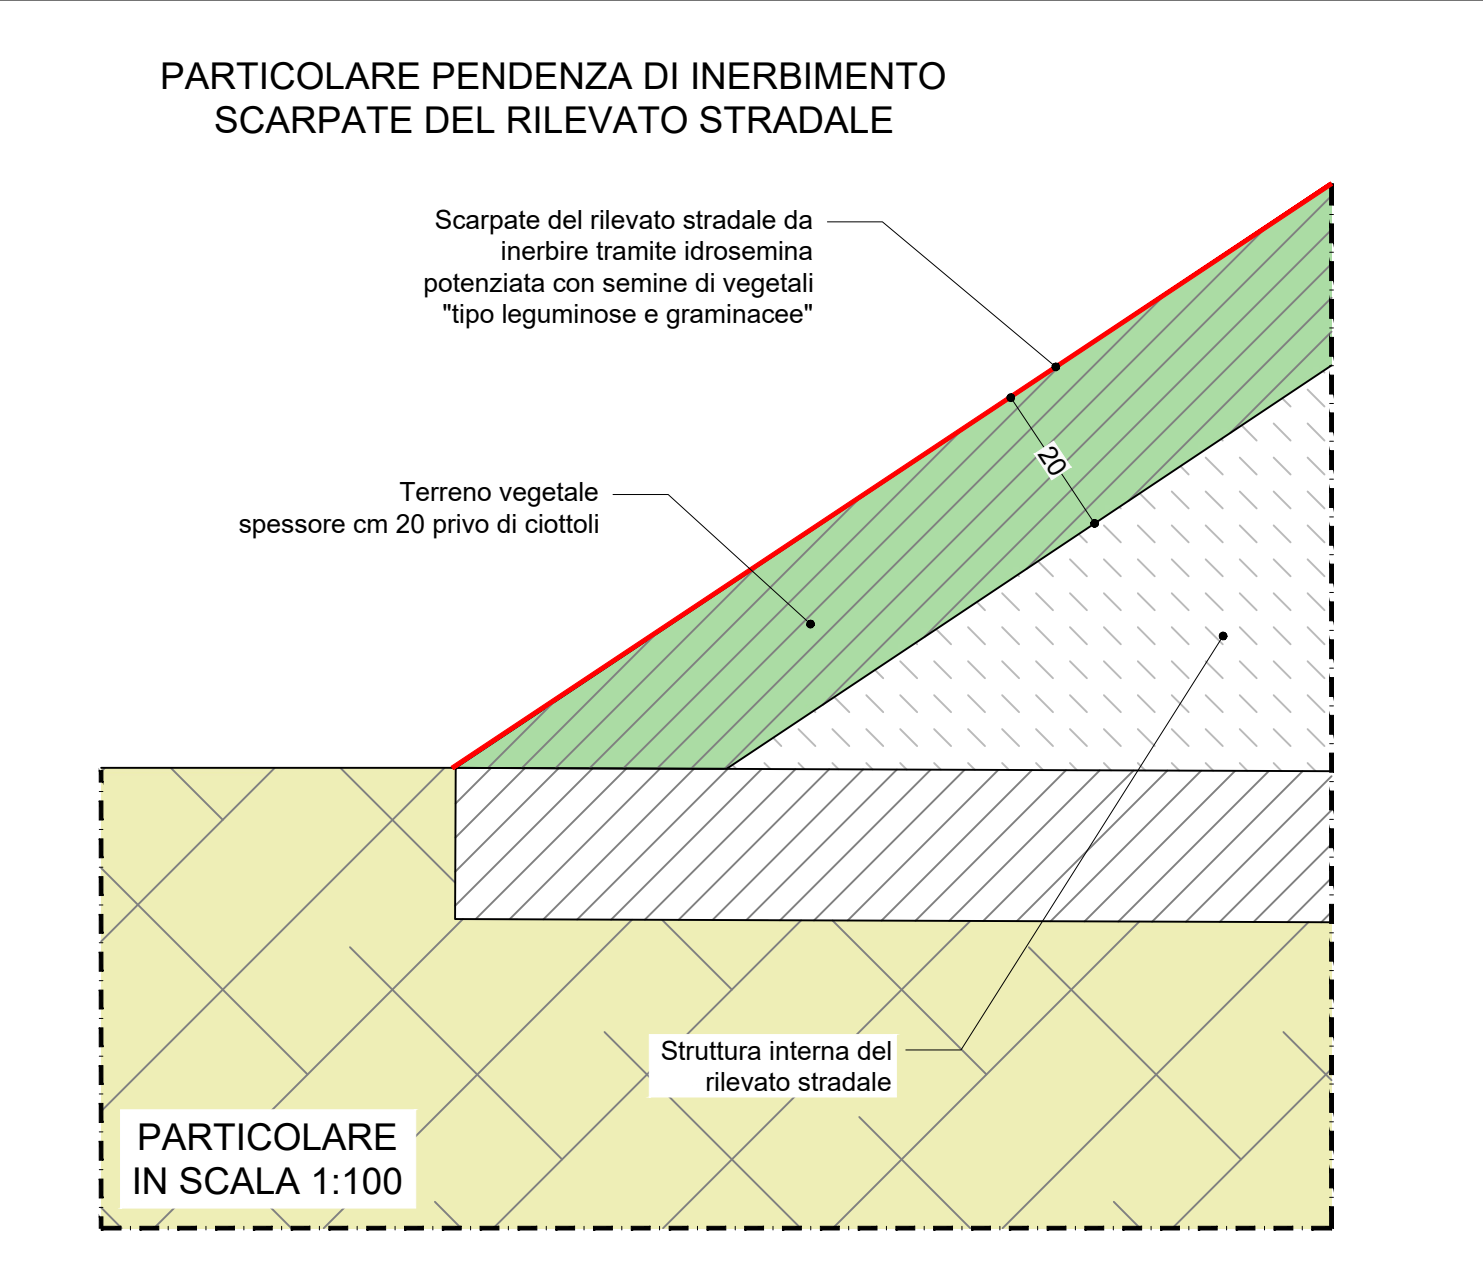 PARTICOLARE PENDENZA DI INERBIMENTO
SCARPATE DEL RILEVATO STRADALE
Scarpate del rilevato stradale da
inerbire tramite idrosemina
potenziata con semine di vegetali
"tipo leguminose e graminacee"
20
Terreno vegetale
spessore cm 20 privo di ciottoli
Struttura interna del
rilevato stradale
PARTICOLARE
IN SCALA 1:100